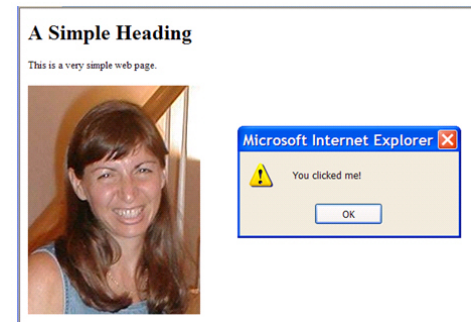 A Simple Heading
This is a very simple web page.
Microsoft Internet Explorer
You clicked me!
OK